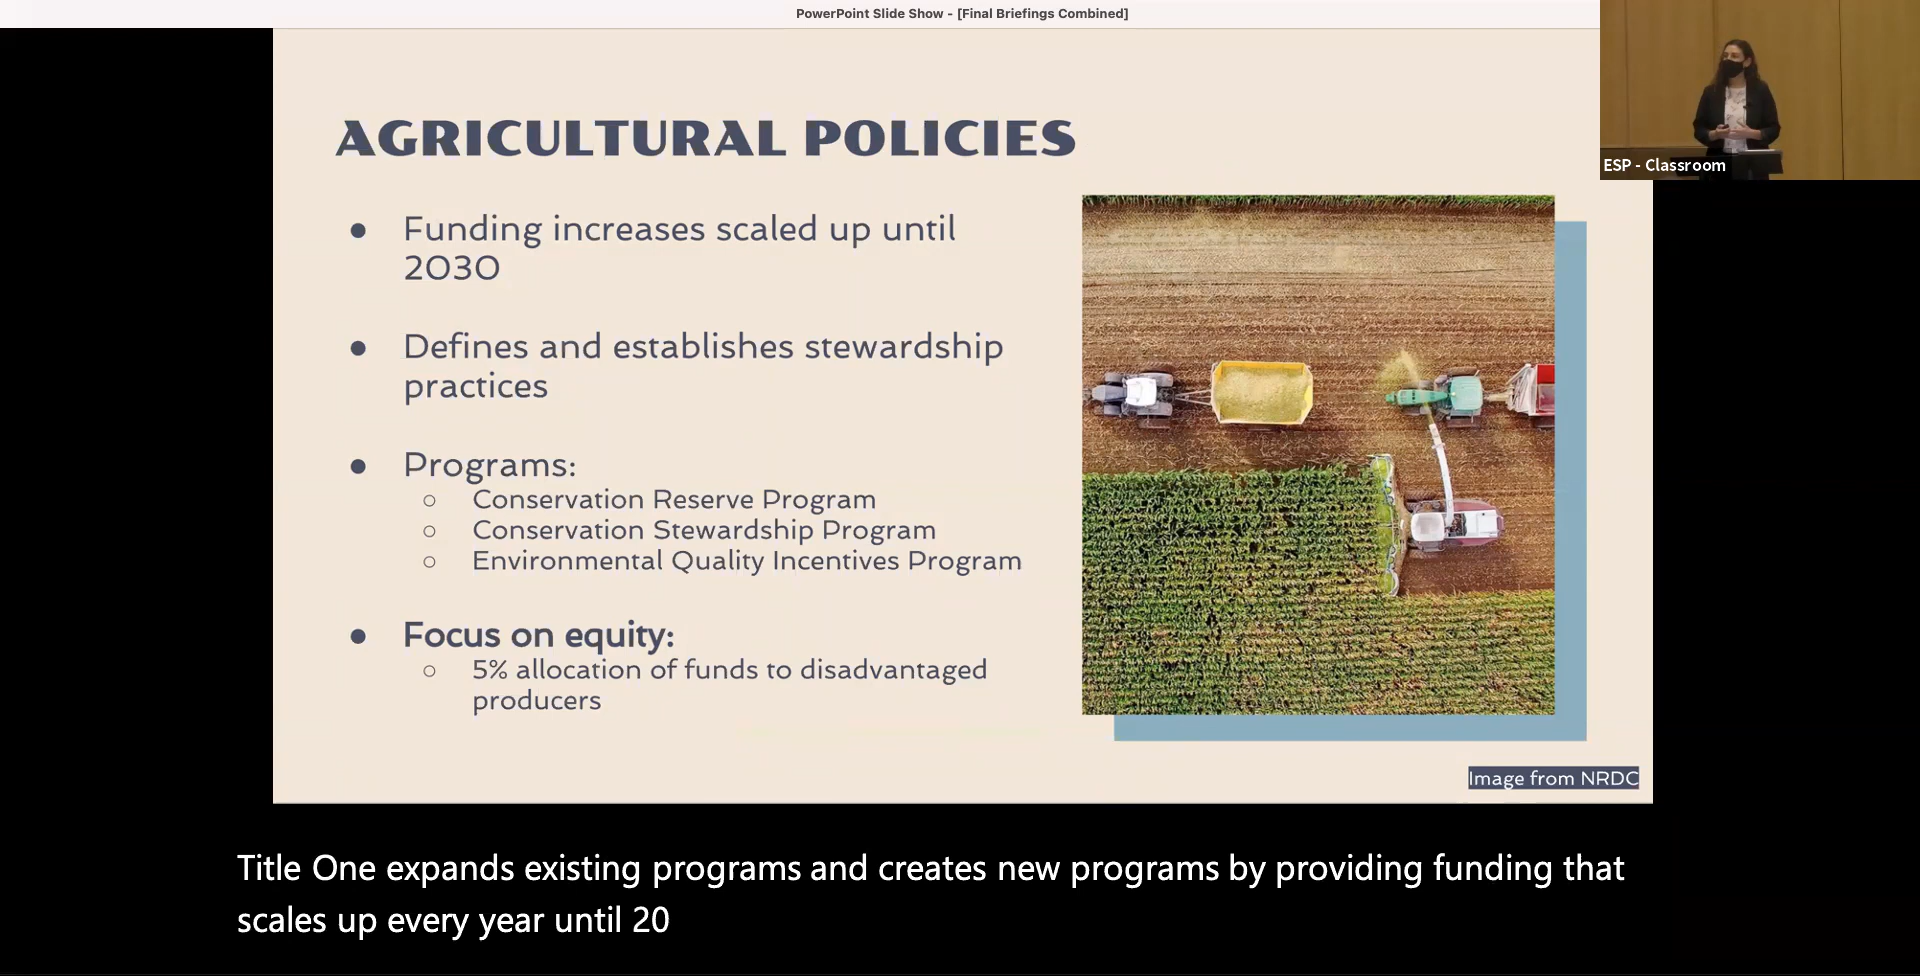 PowerPoint Slide Show - [Final Briefings Combined]
ESP - Classroom
AGRICULTURAL POLICIES
● Funding increases scaled up until
2030
● Defines and establishes stewardship
practices
● Programs:
○ Conservation Reserve Program
○ Conservation Stewardship Program
○ Environmental Quality Incentives Program
● Focus on equity:
○ 5% allocation of funds to disadvantaged
producers
Image from NRDC
Title One expands existing programs and creates new programs by providing funding that
scales up every year until 20